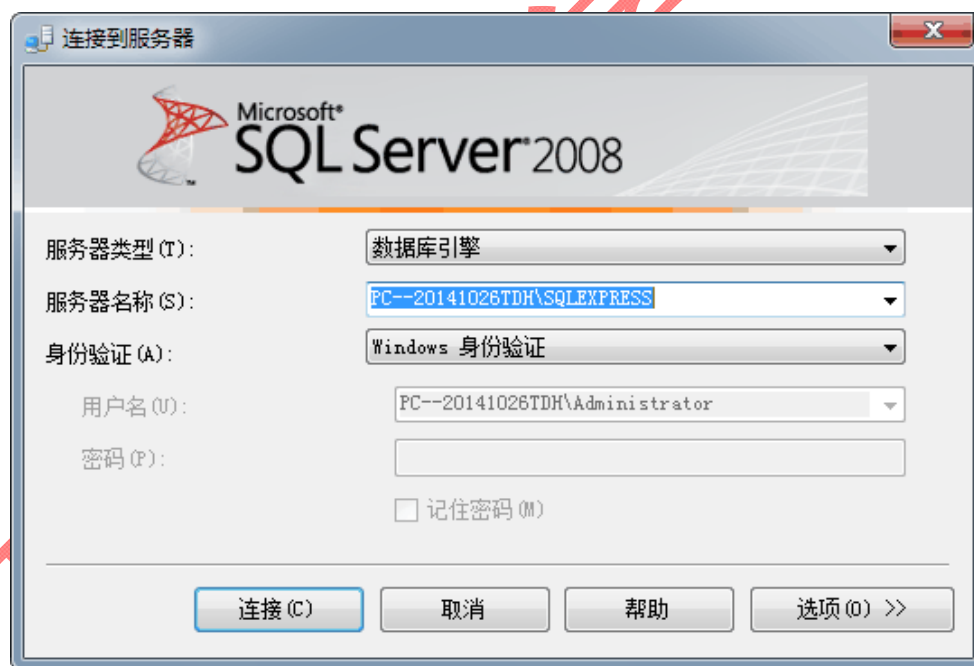 连接到服务器
Microsoft®
SQL Server®2008
服务器类型(T): 数据库引擎
服务器名称(S): PC--20141026TDH\SQLEXPRESS
身份验证(A): Windows 身份验证
用户名(U): PC--20141026TDH\Administrator
密码(P):
记住密码(M)
连接(C) 取消 帮助 选项(O) >>